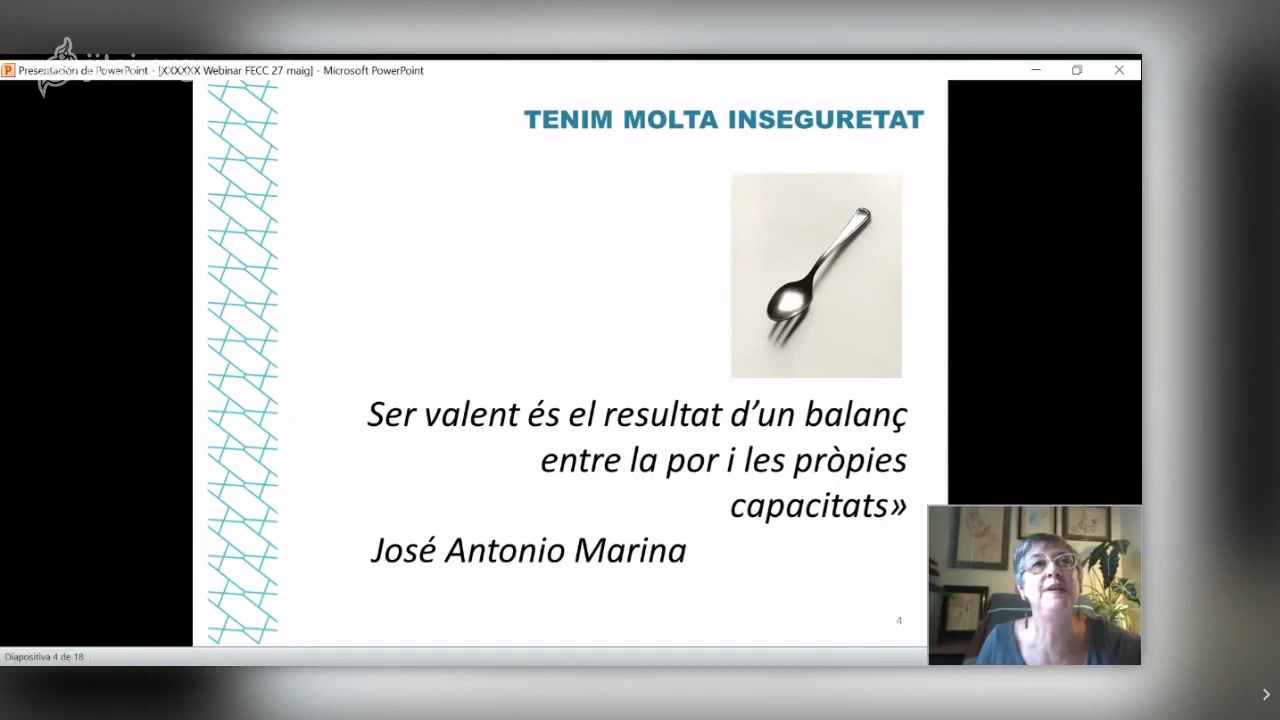 Presentación de PowerPoint - [XXXXXX Webinar FECC 27 maig] - Microsoft PowerPoint
TENIM MOLTA INSEGURETAT
Ser valent és el resultat d’un balanç
entre la por i les pròpies
capacitats»
José Antonio Marina
4
Diapositiva 4 de 18